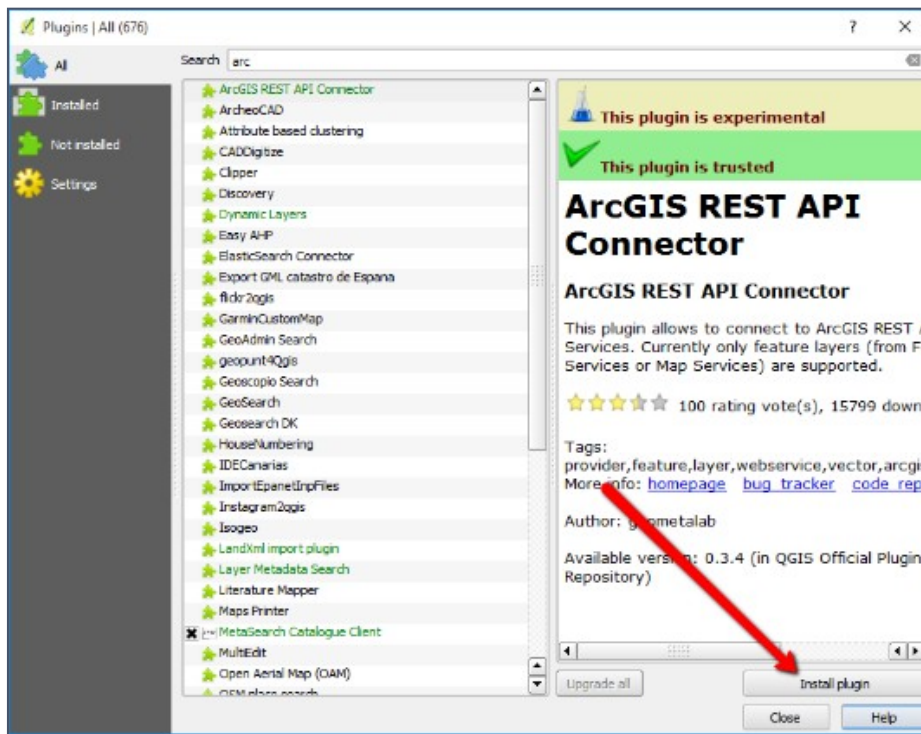 Plugins | All (676)
?
All
Installed
Not installed
Settings
Search
arc
ArcGIS REST API Connector
ArcheoCAD
Attribute based clustering
CADDigitize
Clipper
Discovery
Dynamic Layers
Easy AHP
ElasticSearch Connector
Export GML catastro de Espana
flickr2qgis
GarminCustomMap
GeoAdmin Search
geopunt4Qgis
Geoscopio Search
GeoSearch
Geosearch DK
HouseNumbering
IDECanarias
ImportEpanetInpFiles
Instagram2qgis
Isogeo
LandXml import plugin
Layer Metadata Search
Literature Mapper
Maps Printer
MetaSearch Catalogue Client
MultiEdit
Open Aerial Map (OAM)
OSM place search
This plugin is experimental
This plugin is trusted
ArcGIS REST API
Connector
ArcGIS REST API Connector
This plugin allows to connect to ArcGIS REST
Services. Currently only feature layers (from F
Services or Map Services) are supported.
100 rating vote(s), 15799 down
Tags:
provider,feature,layer,webservice,vector,arcgi
More info: homepage bug tracker code rep
Author: geometalab
Available version: 0.3.4 (in QGIS Official Plugin
Repository)
Upgrade all
Install plugin
Close
Help